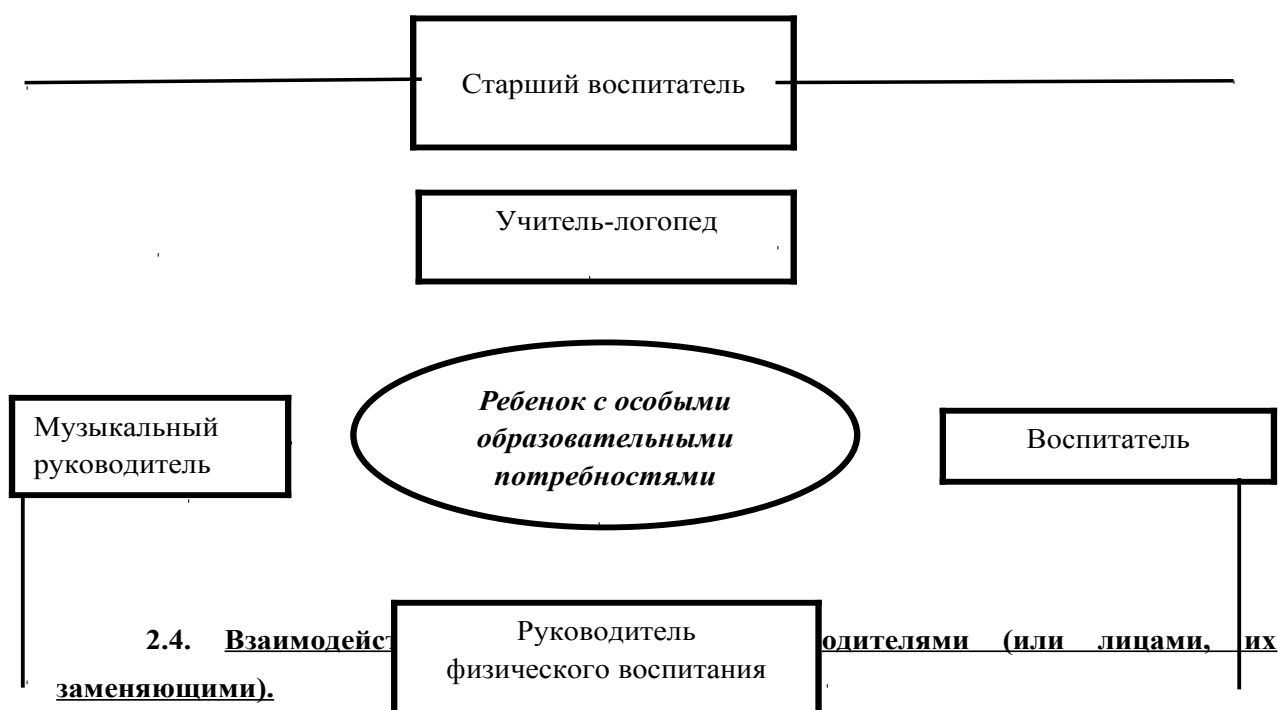 Старший воспитатель
Учитель-логопед
Ребенок с особыми
образовательными
потребностями
Музыкальный
руководитель
Воспитатель
Руководитель
физического воспитания
2.4. Взаимодейст одителями (или лицами, их
заменяющими).